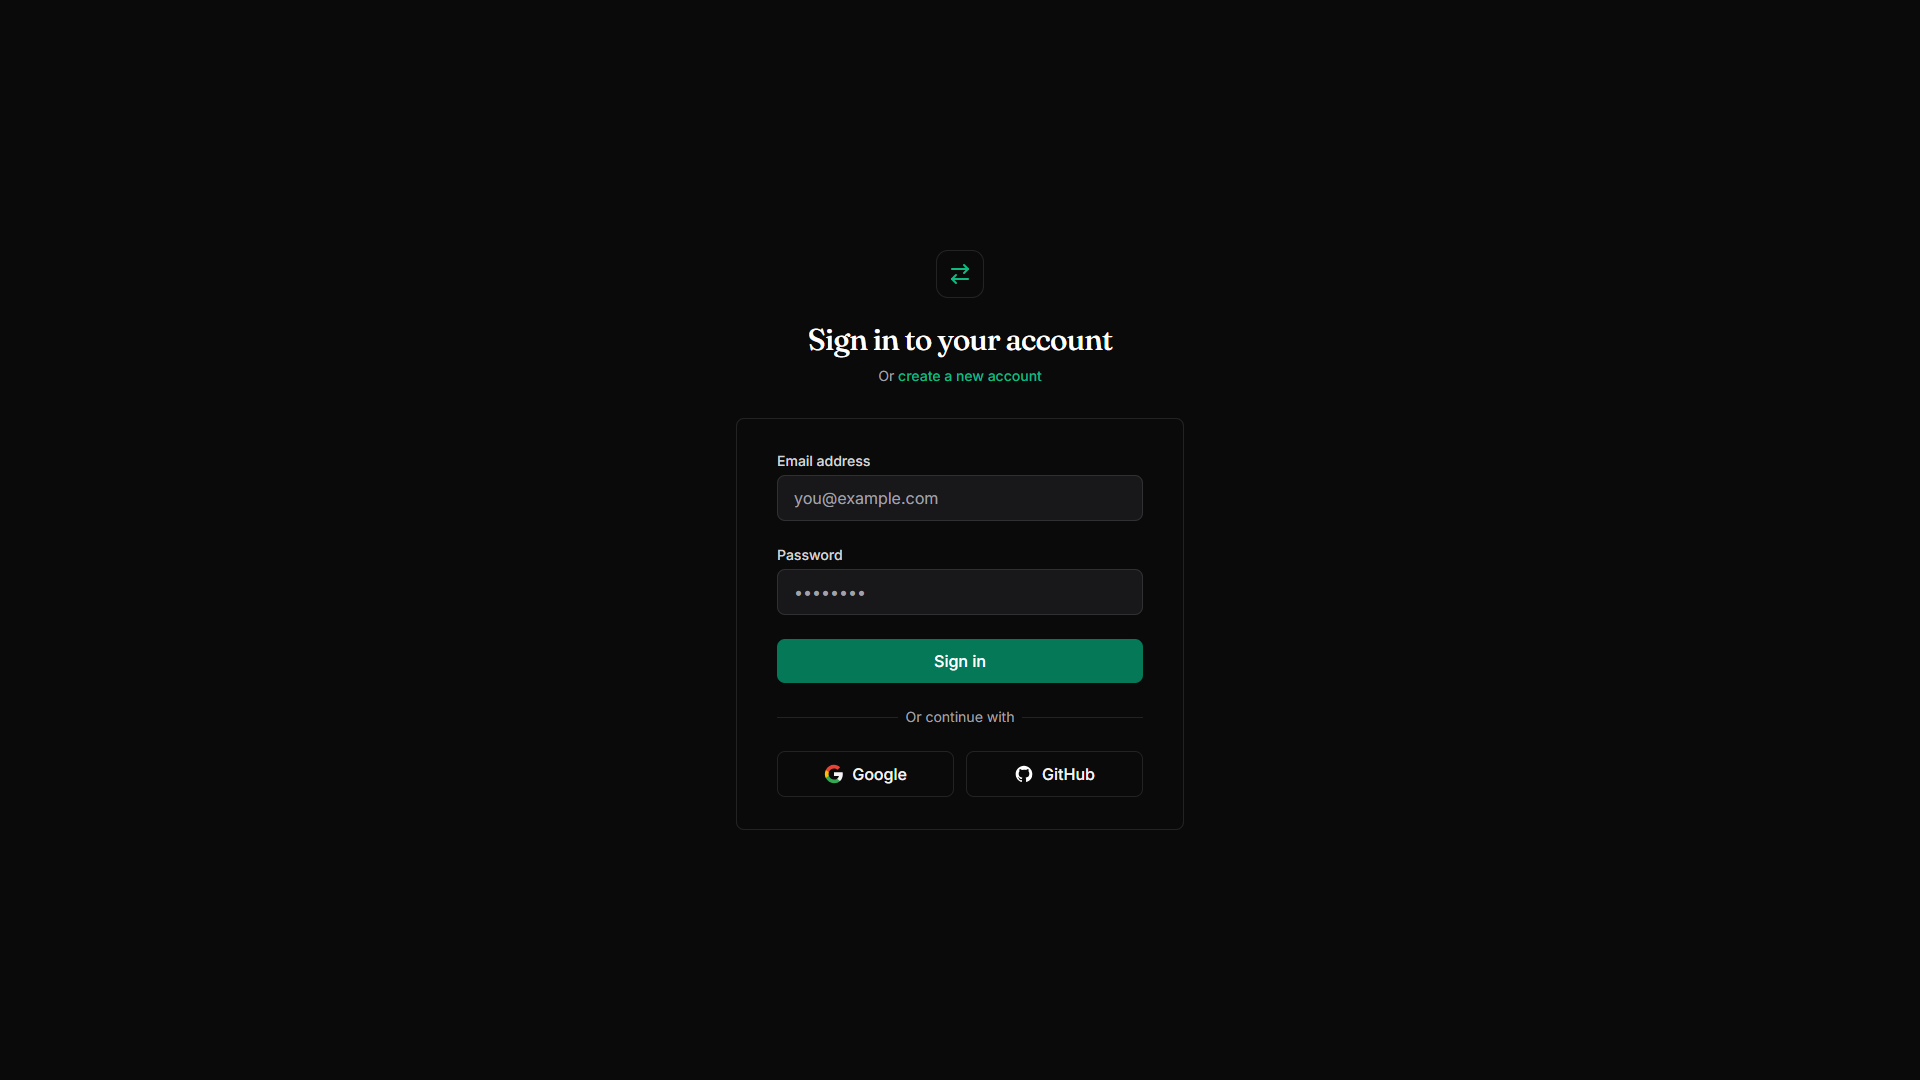 Sign in to your account
Or create a new account
Email address
you@example.com
Password
••••••••
Sign in
Or continue with
Google
GitHub